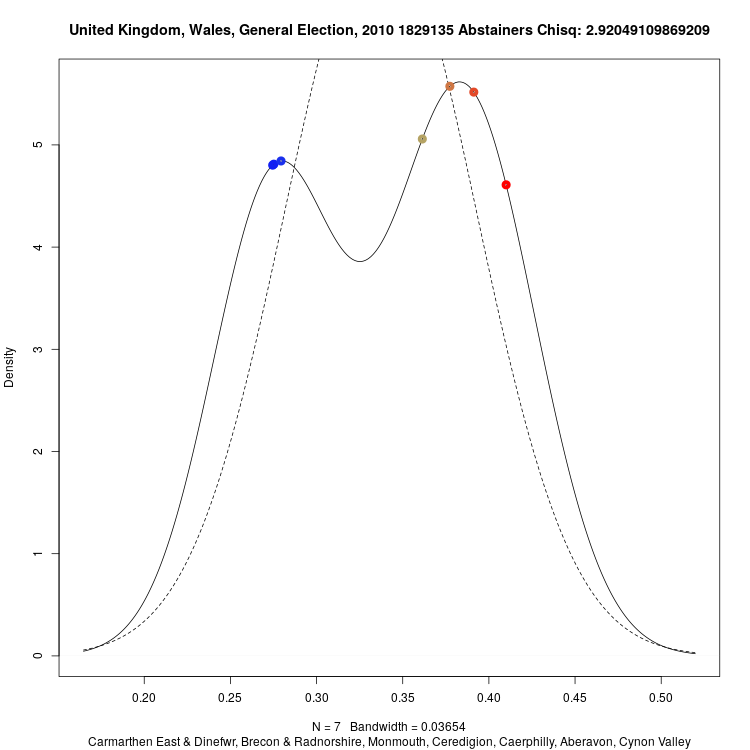 United Kingdom, Wales, General Election, 2010 1829135 Abstainers Chisq: 2.92049109869209
Density
5
4
3
2
1
0
0.20 0.25 0.30 0.35 0.40 0.45 0.50
N = 7 Bandwidth = 0.03654
Carmarthen East & Dinefwr, Brecon & Radnorshire, Monmouth, Ceredigion, Caerphilly, Aberavon, Cynon Valley